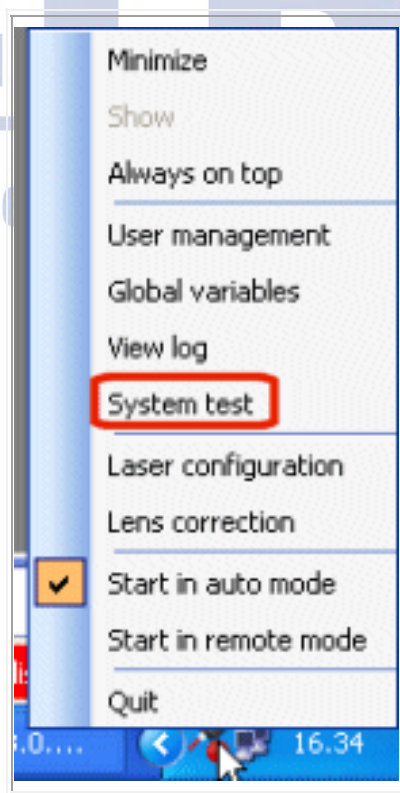 Minimize
Show
Always on top
User management
Global variables
View log
System test
Laser configuration
Lens correction
Start in auto mode
Start in remote mode
Quit
16.34